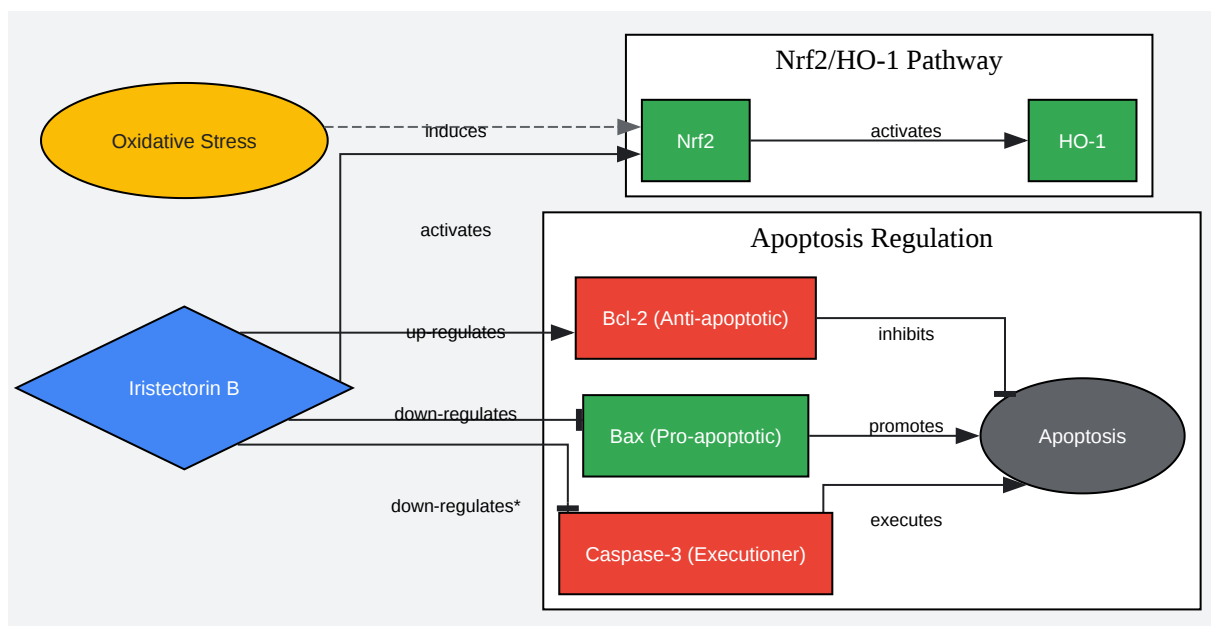 Nrf2/HO-1 Pathway
Oxidative Stress
induces
Nrf2
activates
HO-1
activates
Apoptosis Regulation
Bcl-2 (Anti-apoptotic)
inhibits
up-regulates
Iristectorin B
down-regulates
Bax (Pro-apoptotic)
promotes
Apoptosis
down-regulates*
executes
Caspase-3 (Executioner)